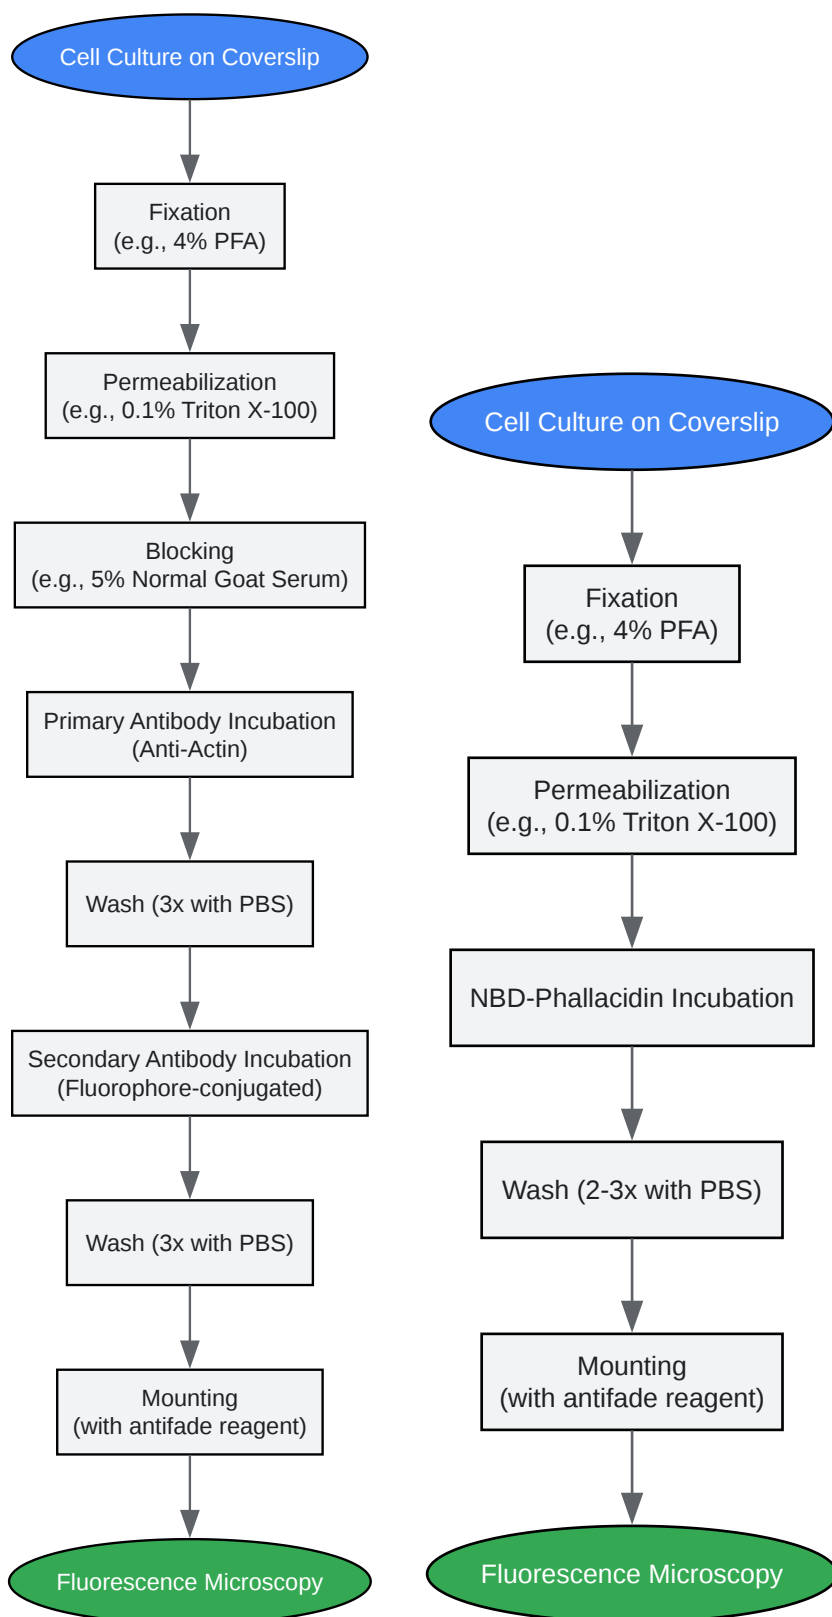 Cell Culture on Coverslip
Fixation
(e.g., 4% PFA)
Permeabilization
(e.g., 0.1% Triton X-100)
Blocking
(e.g., 5% Normal Goat Serum)
Primary Antibody Incubation
(Anti-Actin)
Wash (3x with PBS)
Secondary Antibody Incubation
(Fluorophore-conjugated)
Wash (3x with PBS)
Mounting
(with antifade reagent)
Fluorescence Microscopy
Cell Culture on Coverslip
Fixation
(e.g., 4% PFA)
Permeabilization
(e.g., 0.1% Triton X-100)
NBD-Phallacidin Incubation
Wash (2-3x with PBS)
Mounting
(with antifade reagent)
Fluorescence Microscopy